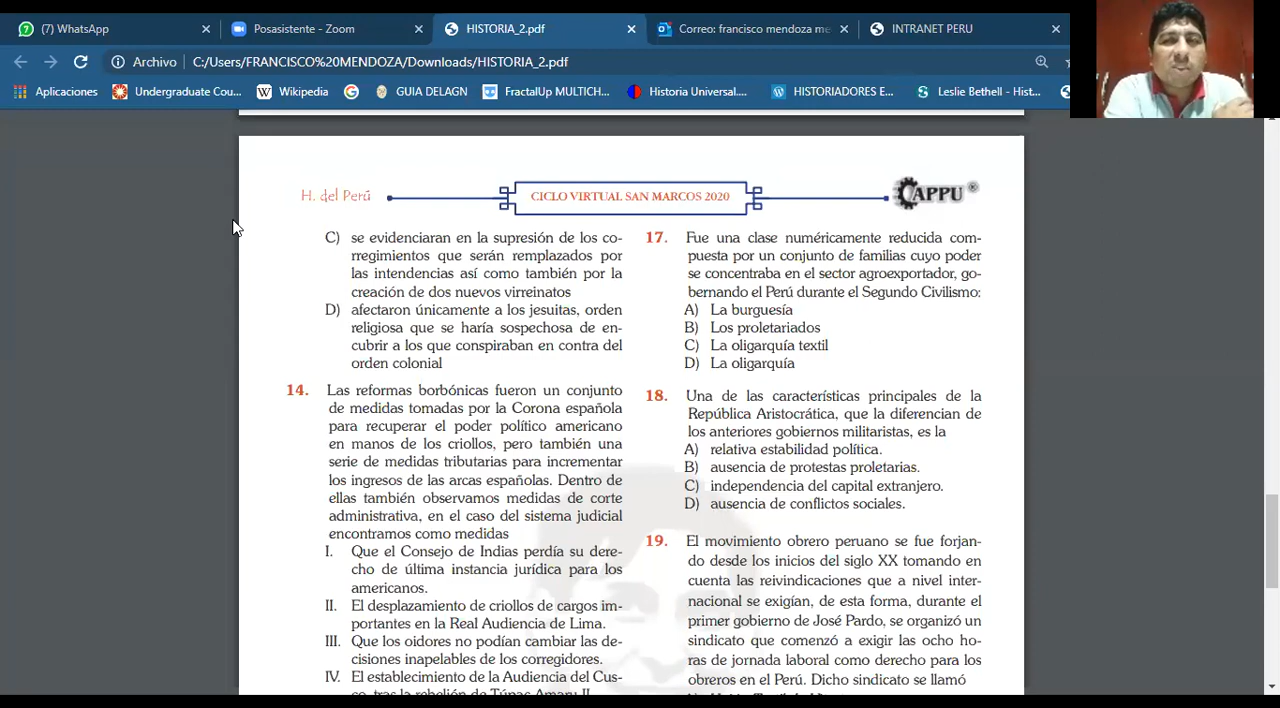 (7) WhatsApp
Posasistente - Zoom
HISTORIA_2.pdf
Correo: francisco mendoza me
INTRANET PERU
Archivo
C:/Users/FRANCISCO%20MENDOZA/Downloads/HISTORIA_2.pdf
Aplicaciones
Undergraduate Cou...
Wikipedia
GUIA DELAGN
FractalUp MULTICH...
Historia Universal....
HISTORIADORES E...
Leslie Bethell - Hist...
H. del Perú
CICLO VIRTUAL SAN MARCOS 2020
CAPPU ®
C) se evidenciaran en la supresión de los co-
rregimientos que serán remplazados por
las intendencias así como también por la
creación de dos nuevos virreinatos
D) afectaron únicamente a los jesuitas, orden
religiosa que se haría sospechosa de en-
cubrir a los que conspiraban en contra del
orden colonial
14. Las reformas borbónicas fueron un conjunto
de medidas tomadas por la Corona española
para recuperar el poder político americano
en manos de los criollos, pero también una
serie de medidas tributarias para incrementar
los ingresos de las arcas españolas. Dentro de
ellas también observamos medidas de corte
administrativa, en el caso del sistema judicial
encontramos como medidas
I. Que el Consejo de Indias perdía su dere-
cho de última instancia jurídica para los
americanos.
II. El desplazamiento de criollos de cargos im-
portantes en la Real Audiencia de Lima.
III. Que los oidores no podían cambiar las de-
cisiones inapelables de los corregidores.
IV. El establecimiento de la Audiencia del Cus-
co, tras la rebelión de Túpac Amaru II
17. Fue una clase numéricamente reducida com-
puesta por un conjunto de familias cuyo poder
se concentraba en el sector agroexportador, go-
bernando el Perú durante el Segundo Civilismo:
A) La burguesía
B) Los proletariados
C) La oligarquía textil
D) La oligarquía
18. Una de las características principales de la
República Aristocrática, que la diferencian de
los anteriores gobiernos militaristas, es la
A) relativa estabilidad política.
B) ausencia de protestas proletarias.
C) independencia del capital extranjero.
D) ausencia de conflictos sociales.
19. El movimiento obrero peruano se fue forjan-
do desde los inicios del siglo XX tomando en
cuenta las reivindicaciones que a nivel inter-
nacional se exigían, de esta forma, durante el
primer gobierno de José Pardo, se organizó un
sindicato que comenzó a exigir las ocho ho-
ras de jornada laboral como derecho para los
obreros en el Perú. Dicho sindicato se llamó